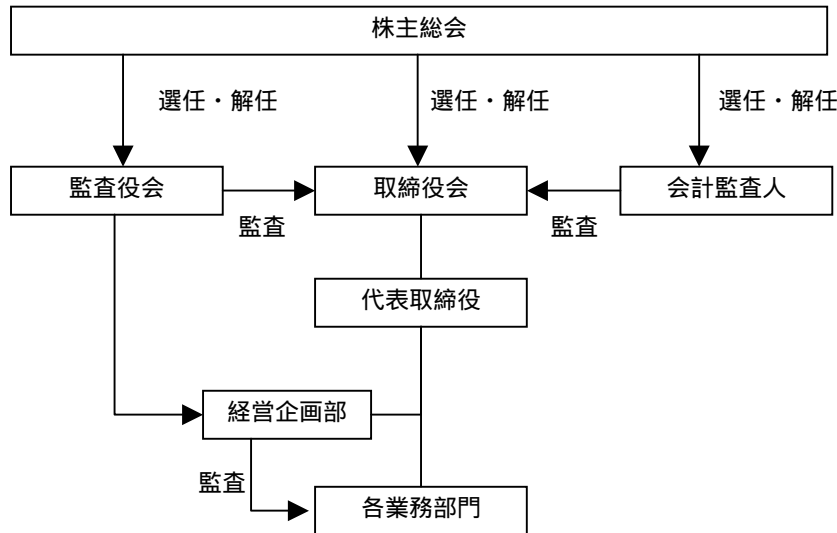 株主総会
選任・解任
選任・解任
選任・解任
監査役会
取締役会
会計監査人
監査
監査
代表取締役
経営企画部
監査
各業務部門